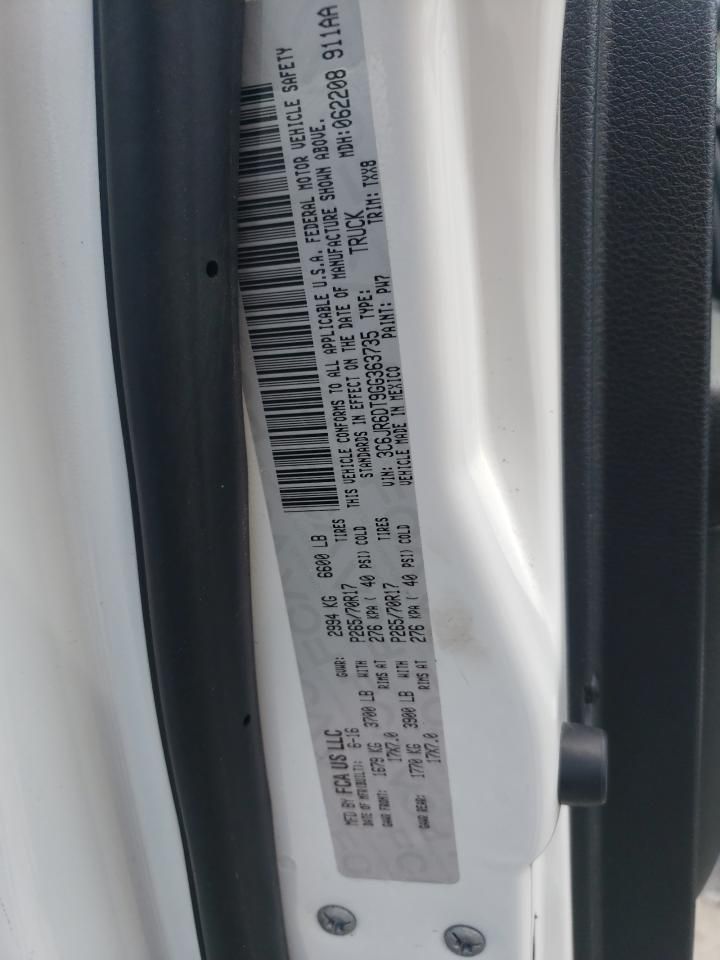 MFD BY FCA US LLC
DATE OF MFR(BUILT): 6-16 GVWR: 2994 KG 6600 LB
GAWR FRONT: 1679 KG 3700 LB WITH P265/70R17 TIRES
17X7.0 RIMS AT 276 KPA ( 40 PSI) COLD
GAWR REAR: 1770 KG 3900 LB WITH P265/70R17 TIRES
17X7.0 RIMS AT 276 KPA ( 40 PSI) COLD
THIS VEHICLE CONFORMS TO ALL APPLICABLE U.S.A. FEDERAL MOTOR VEHICLE SAFETY
STANDARDS IN EFFECT ON THE DATE OF MANUFACTURE SHOWN ABOVE.
VIN: 3C6JR6DT9GG363735 TYPE: TRUCK MDH:062208 911AA
VEHICLE MADE IN MEXICO PAINT: PW7 TRIM: TXX8